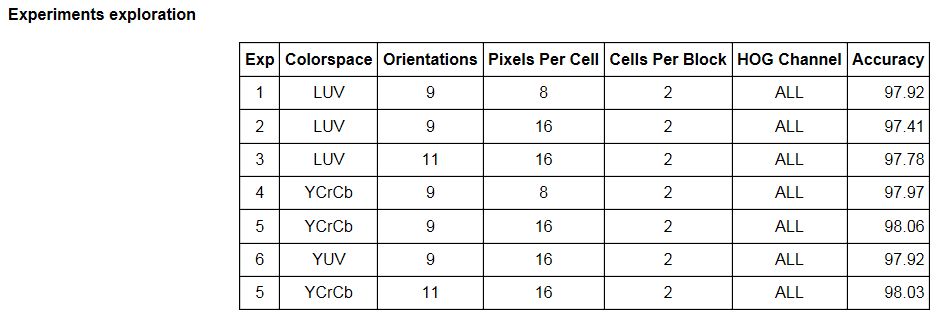 Experiments exploration
Exp Colorspace Orientations Pixels Per Cell Cells Per Block HOG Channel Accuracy
1 LUV 9 8 2 ALL 97.92
2 LUV 9 16 2 ALL 97.41
3 LUV 11 16 2 ALL 97.78
4 YCrCb 9 8 2 ALL 97.97
5 YCrCb 9 16 2 ALL 98.06
6 YUV 9 16 2 ALL 97.92
5 YCrCb 11 16 2 ALL 98.03